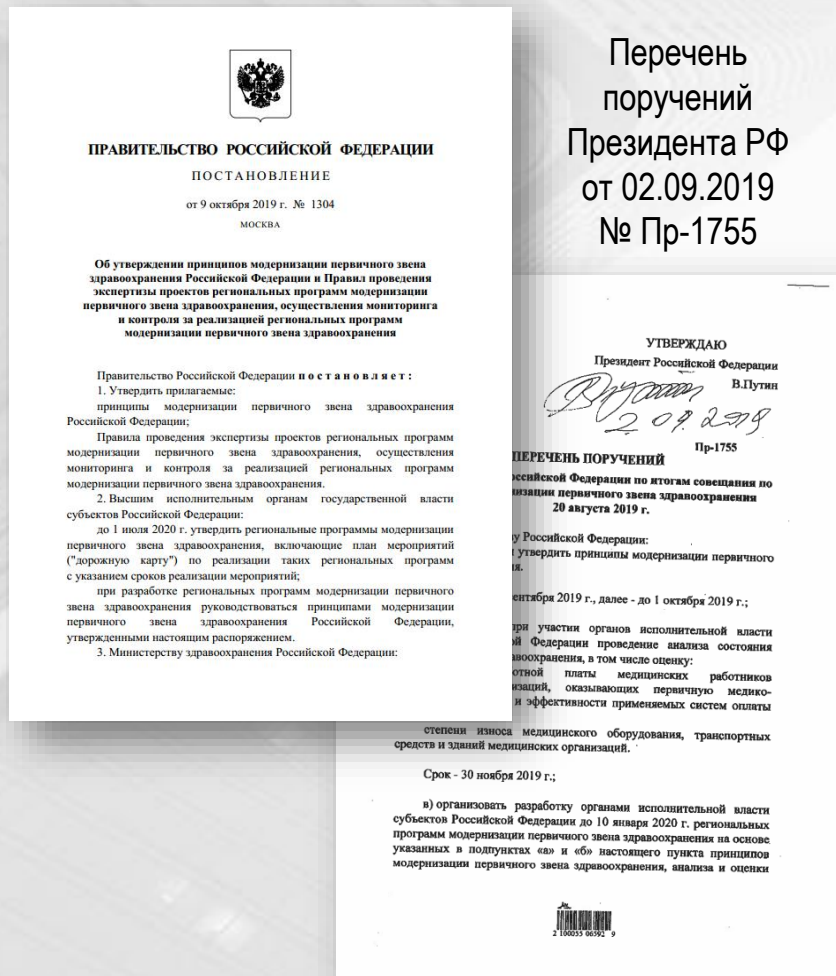 Перечень
поручений
Президента РФ
от 02.09.2019
№ Пр-1755
ПРАВИТЕЛЬСТВО РОССИЙСКОЙ ФЕДЕРАЦИИ
ПОСТАНОВЛЕНИЕ
от 9 октября 2019 г. № 1304
МОСКВА
Об утверждении принципов модернизации первичного звена
здравоохранения Российской Федерации и Правил проведения
экспертизы проектов региональных программ модернизации
первичного звена здравоохранения, осуществления мониторинга
и контроля за реализацией региональных программ
модернизации первичного звена здравоохранения
Правительство Российской Федерации постановляет:
1. Утвердить прилагаемые:
принципы модернизации первичного звена здравоохранения
Российской Федерации;
Правила проведения экспертизы проектов региональных программ
модернизации первичного звена здравоохранения, осуществления
мониторинга и контроля за реализацией региональных программ
модернизации первичного звена здравоохранения.
2. Высшим исполнительным органам государственной власти
субъектов Российской Федерации:
до 1 июля 2020 г. утвердить региональные программы модернизации
первичного звена здравоохранения, включающие план мероприятий
("дорожную карту") по реализации таких региональных программ
с указанием сроков реализации мероприятий;
при разработке региональных программ модернизации первичного
звена здравоохранения руководствоваться принципами модернизации
первичного звена здравоохранения Российской Федерации,
утвержденными настоящим распоряжением.
3. Министерству здравоохранения Российской Федерации:
УТВЕРЖДАЮ
Президент Российской Федерации
В.Путин
2 09 2019
Пр-1755
ПЕРЕЧЕНЬ ПОРУЧЕНИЙ
Федерации по итогам совещания по
первичного звена здравоохранения
20 августа 2019 г.
Российской Федерации:
утвердить принципы модернизации первичного
2019 г., далее - до 1 октября 2019 г.;
при участии органов исполнительной власти
Федерации проведение анализа состояния
в том числе оценку:
платы медицинских работников
оказывающих первичную медико-
и эффективности применяемых систем оплаты
степени износа медицинского оборудования, транспортных
средств и зданий медицинских организаций.
Срок - 30 ноября 2019 г.;
в) организовать разработку органами исполнительной власти
субъектов Российской Федерации до 10 января 2020 г. региональных
программ модернизации первичного звена здравоохранения на основе
указанных в подпунктах «а» и «б» настоящего пункта принципов
модернизации первичного звена здравоохранения, анализа и оценки
2 100055 06592 9